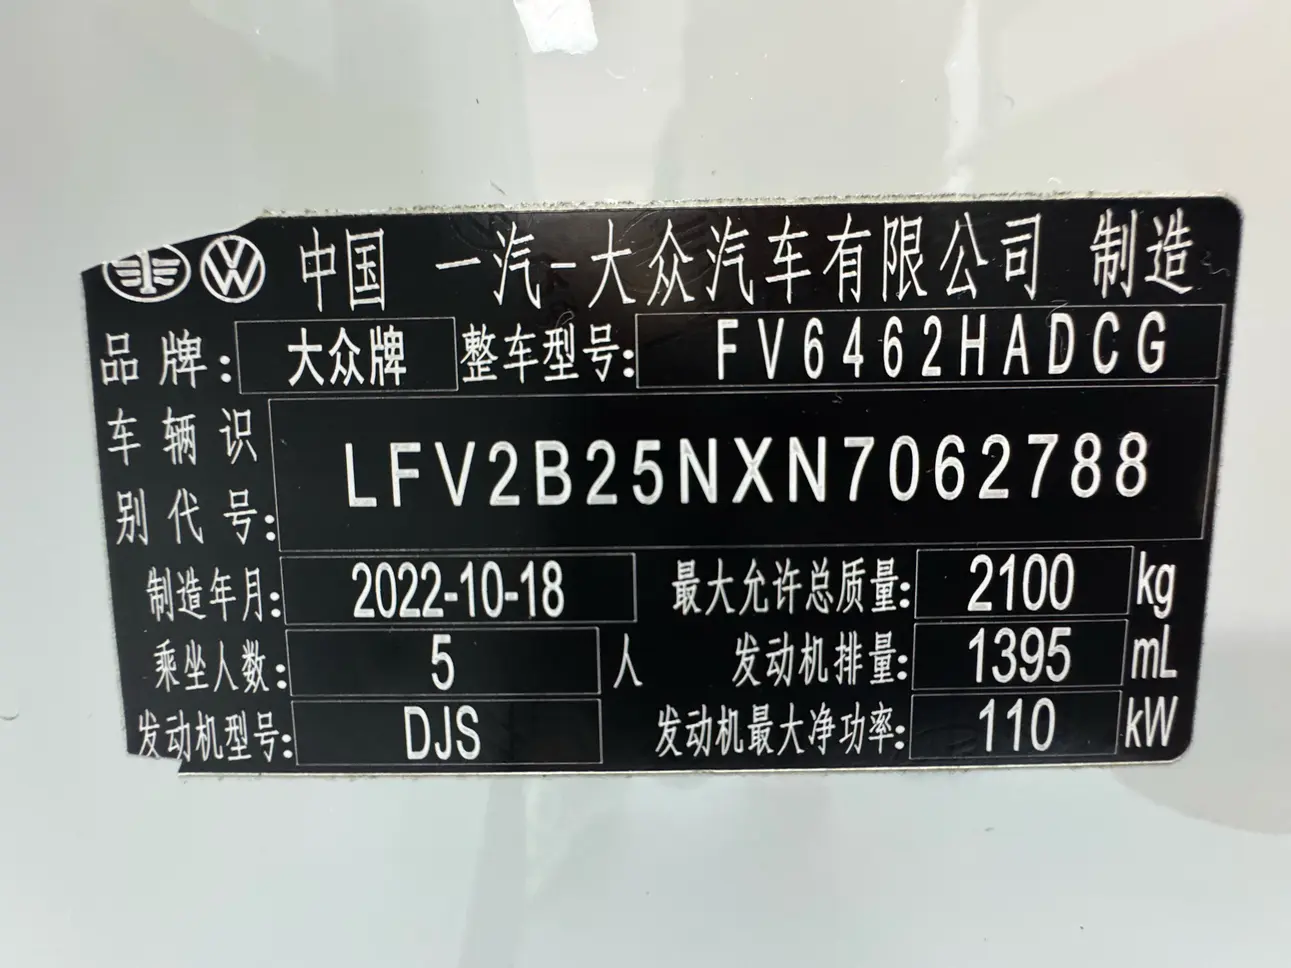 中国 一汽-大众汽车有限公司 制造
品牌: 大众牌 整车型号: FV6462HADCG
车辆识别代号: LFV2B25NXN7062788
制造年月: 2022-10-18 最大允许总质量: 2100 kg
乘坐人数: 5 人 发动机排量: 1395 mL
发动机型号: DJS 发动机最大净功率: 110 kW